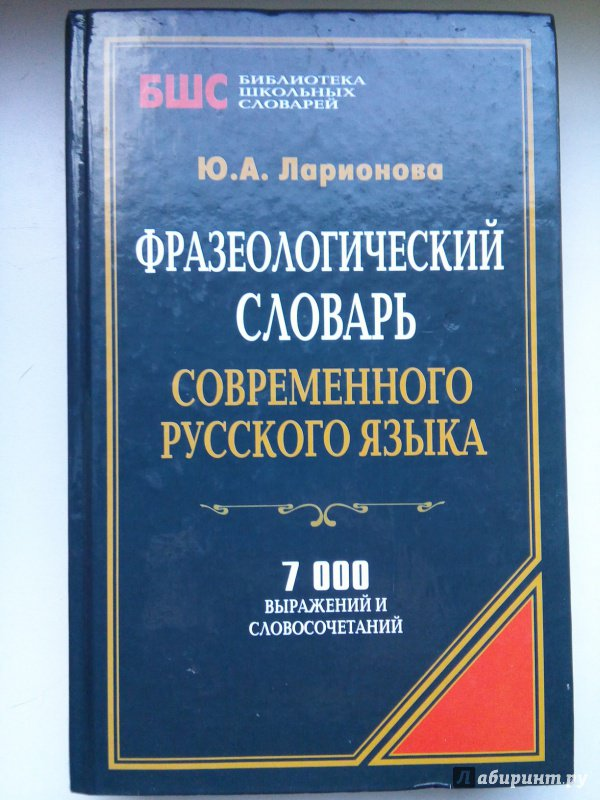 БШС
БИБЛИОТЕКА
ШКОЛЬНЫХ
СЛОВАРЕЙ
Ю.А. Ларионова
ФРАЗЕОЛОГИЧЕСКИЙ
СЛОВАРЬ
СОВРЕМЕННОГО
РУССКОГО ЯЗЫКА
7 000
ВЫРАЖЕНИЙ И
СЛОВОСОЧЕТАНИЙ
Лабиринт.ру